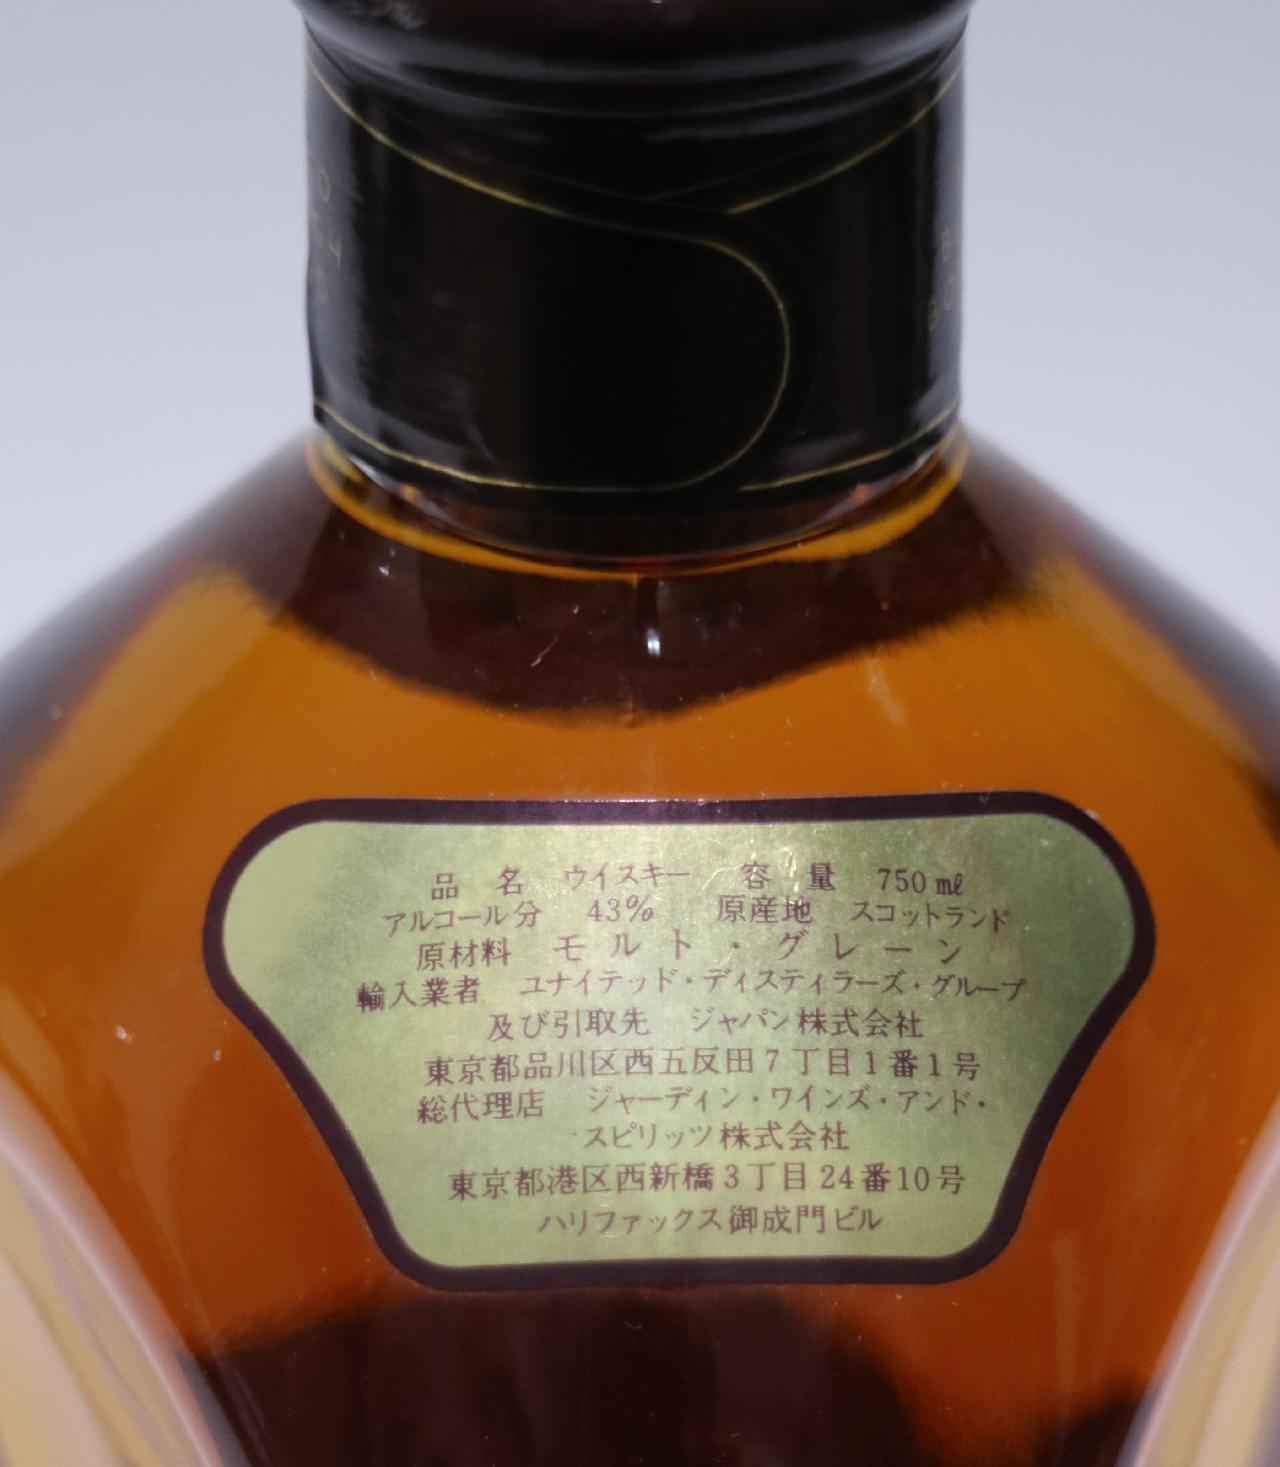 品名 ウイスキー 容量 750㎖
アルコール分 43% 原産地 スコットランド
原材料 モルト・グレーン
輸入業者 ユナイテッド・ディスティラーズ・グループ
及び引取先 ジャパン株式会社
東京都品川区西五反田7丁目1番1号
総代理店 ジャーディン・ワインズ・アンド・
スピリッツ株式会社
東京都港区西新橋3丁目24番10号
ハリファックス御成門ビル